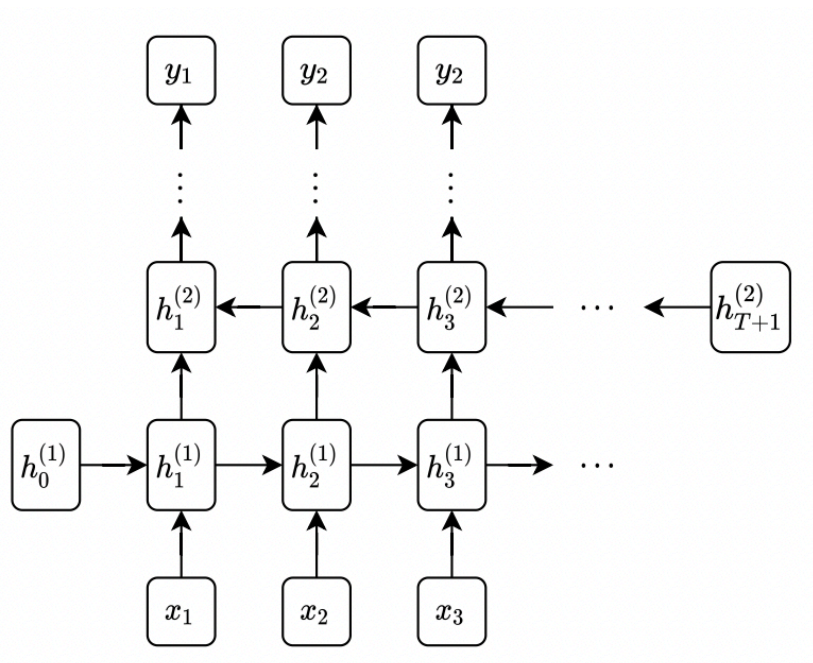 y₁ y₂ y₂
⋮ ⋮ ⋮
h₁⁽²⁾ h₂⁽²⁾ h₃⁽²⁾ ⋯ h_{T+1}⁽²⁾
h₀⁽¹⁾ h₁⁽¹⁾ h₂⁽¹⁾ h₃⁽¹⁾ ⋯
x₁ x₂ x₃